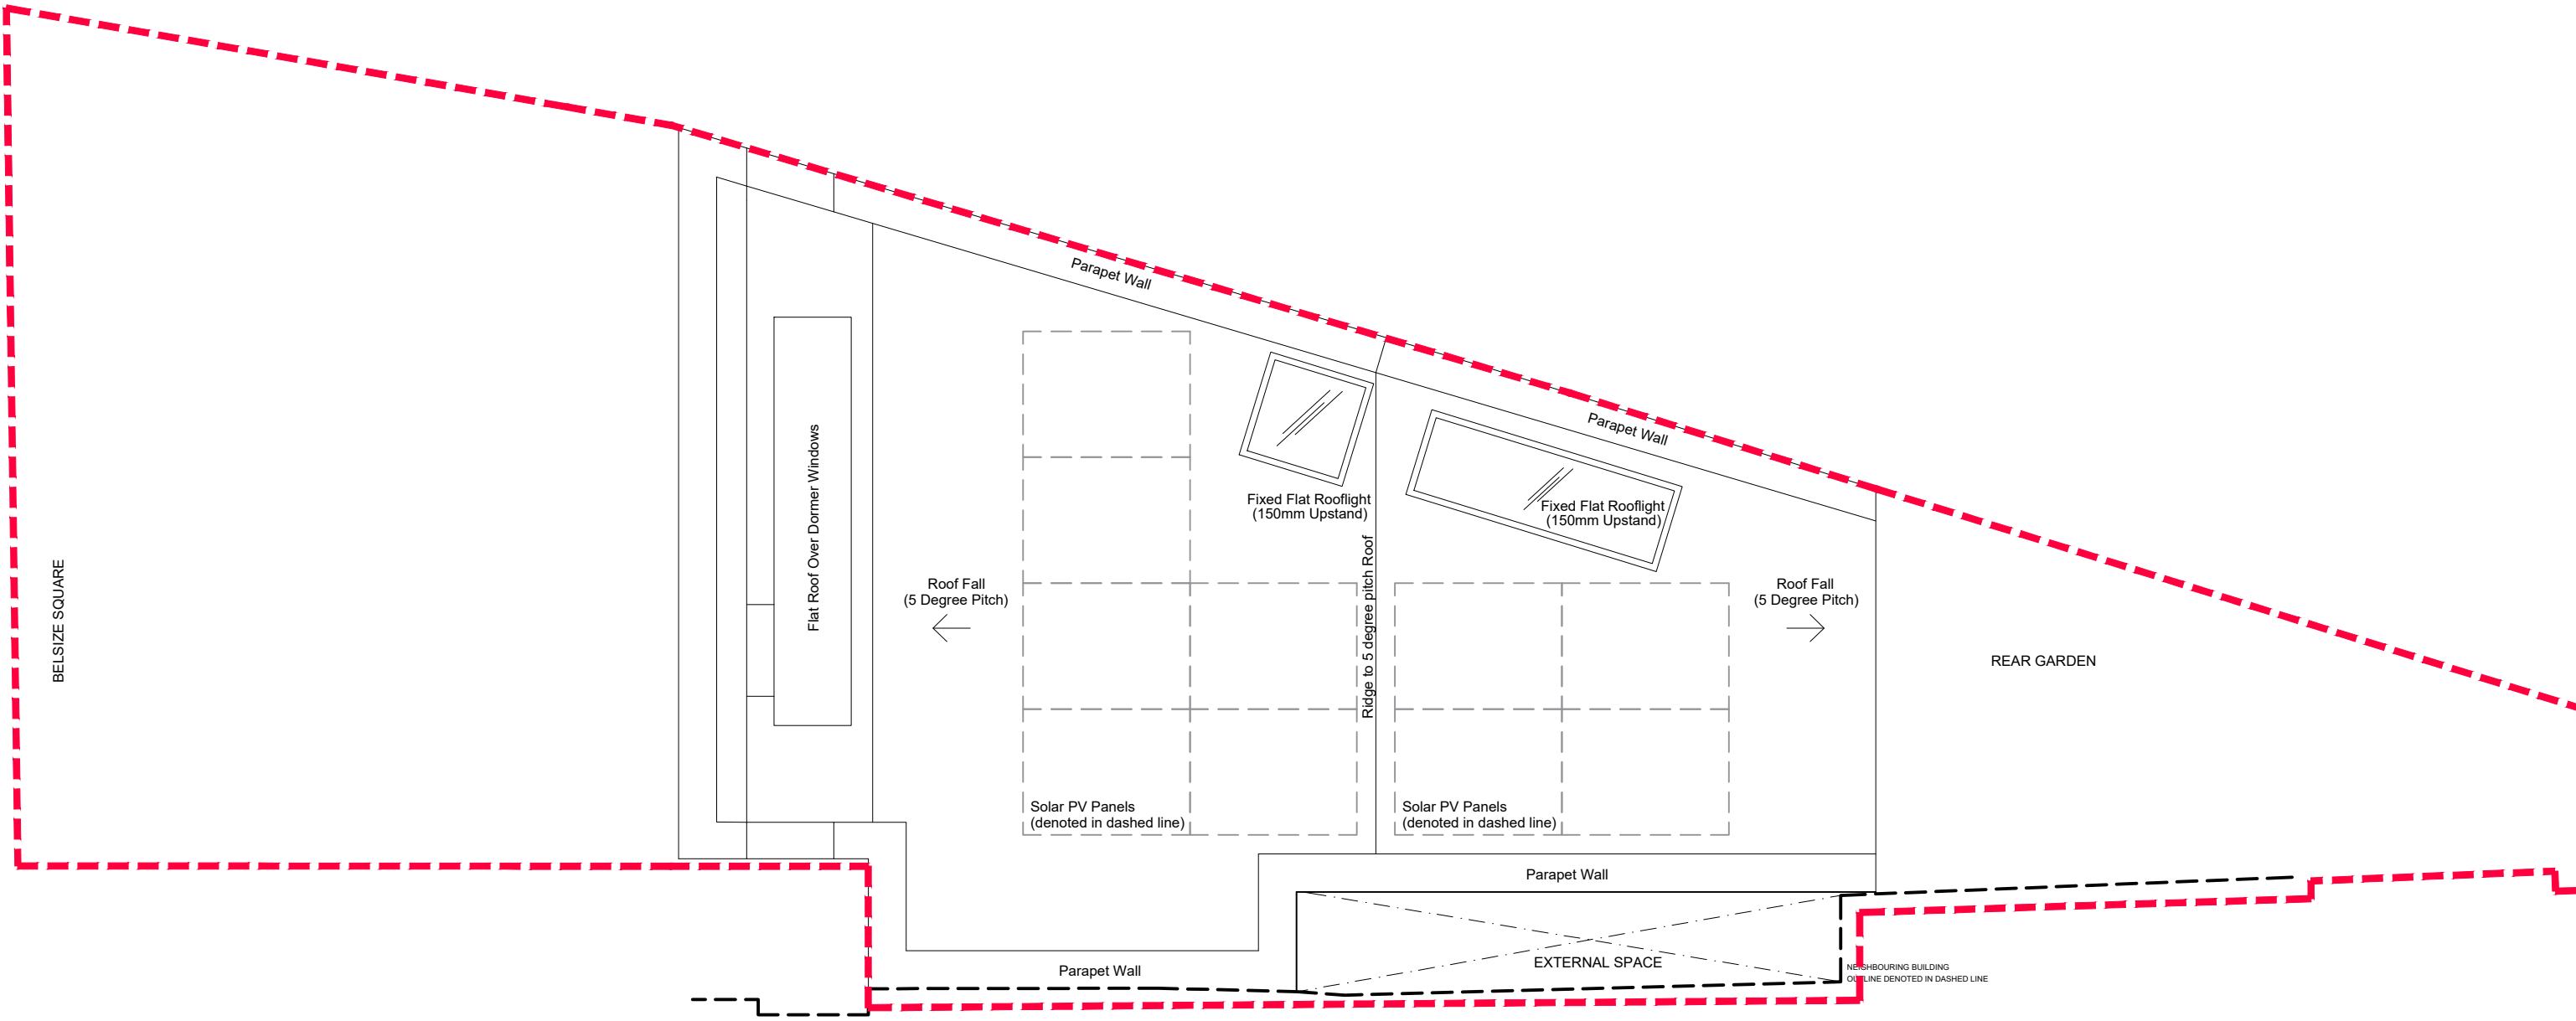 Parapet Wall
Parapet Wall
Fixed Flat Rooflight
(150mm Upstand)
Fixed Flat Rooflight
(150mm Upstand)
Flat Roof Over Dormer Windows
BELSIZE SQUARE
Ridge to 5 degree pitch Roof
Roof Fall
(5 Degree Pitch)
Roof Fall
(5 Degree Pitch)
REAR GARDEN
Solar PV Panels
(denoted in dashed line)
Solar PV Panels
(denoted in dashed line)
Parapet Wall
EXTERNAL SPACE
Parapet Wall
NEIGHBOURING BUILDING
OUTLINE DENOTED IN DASHED LINE